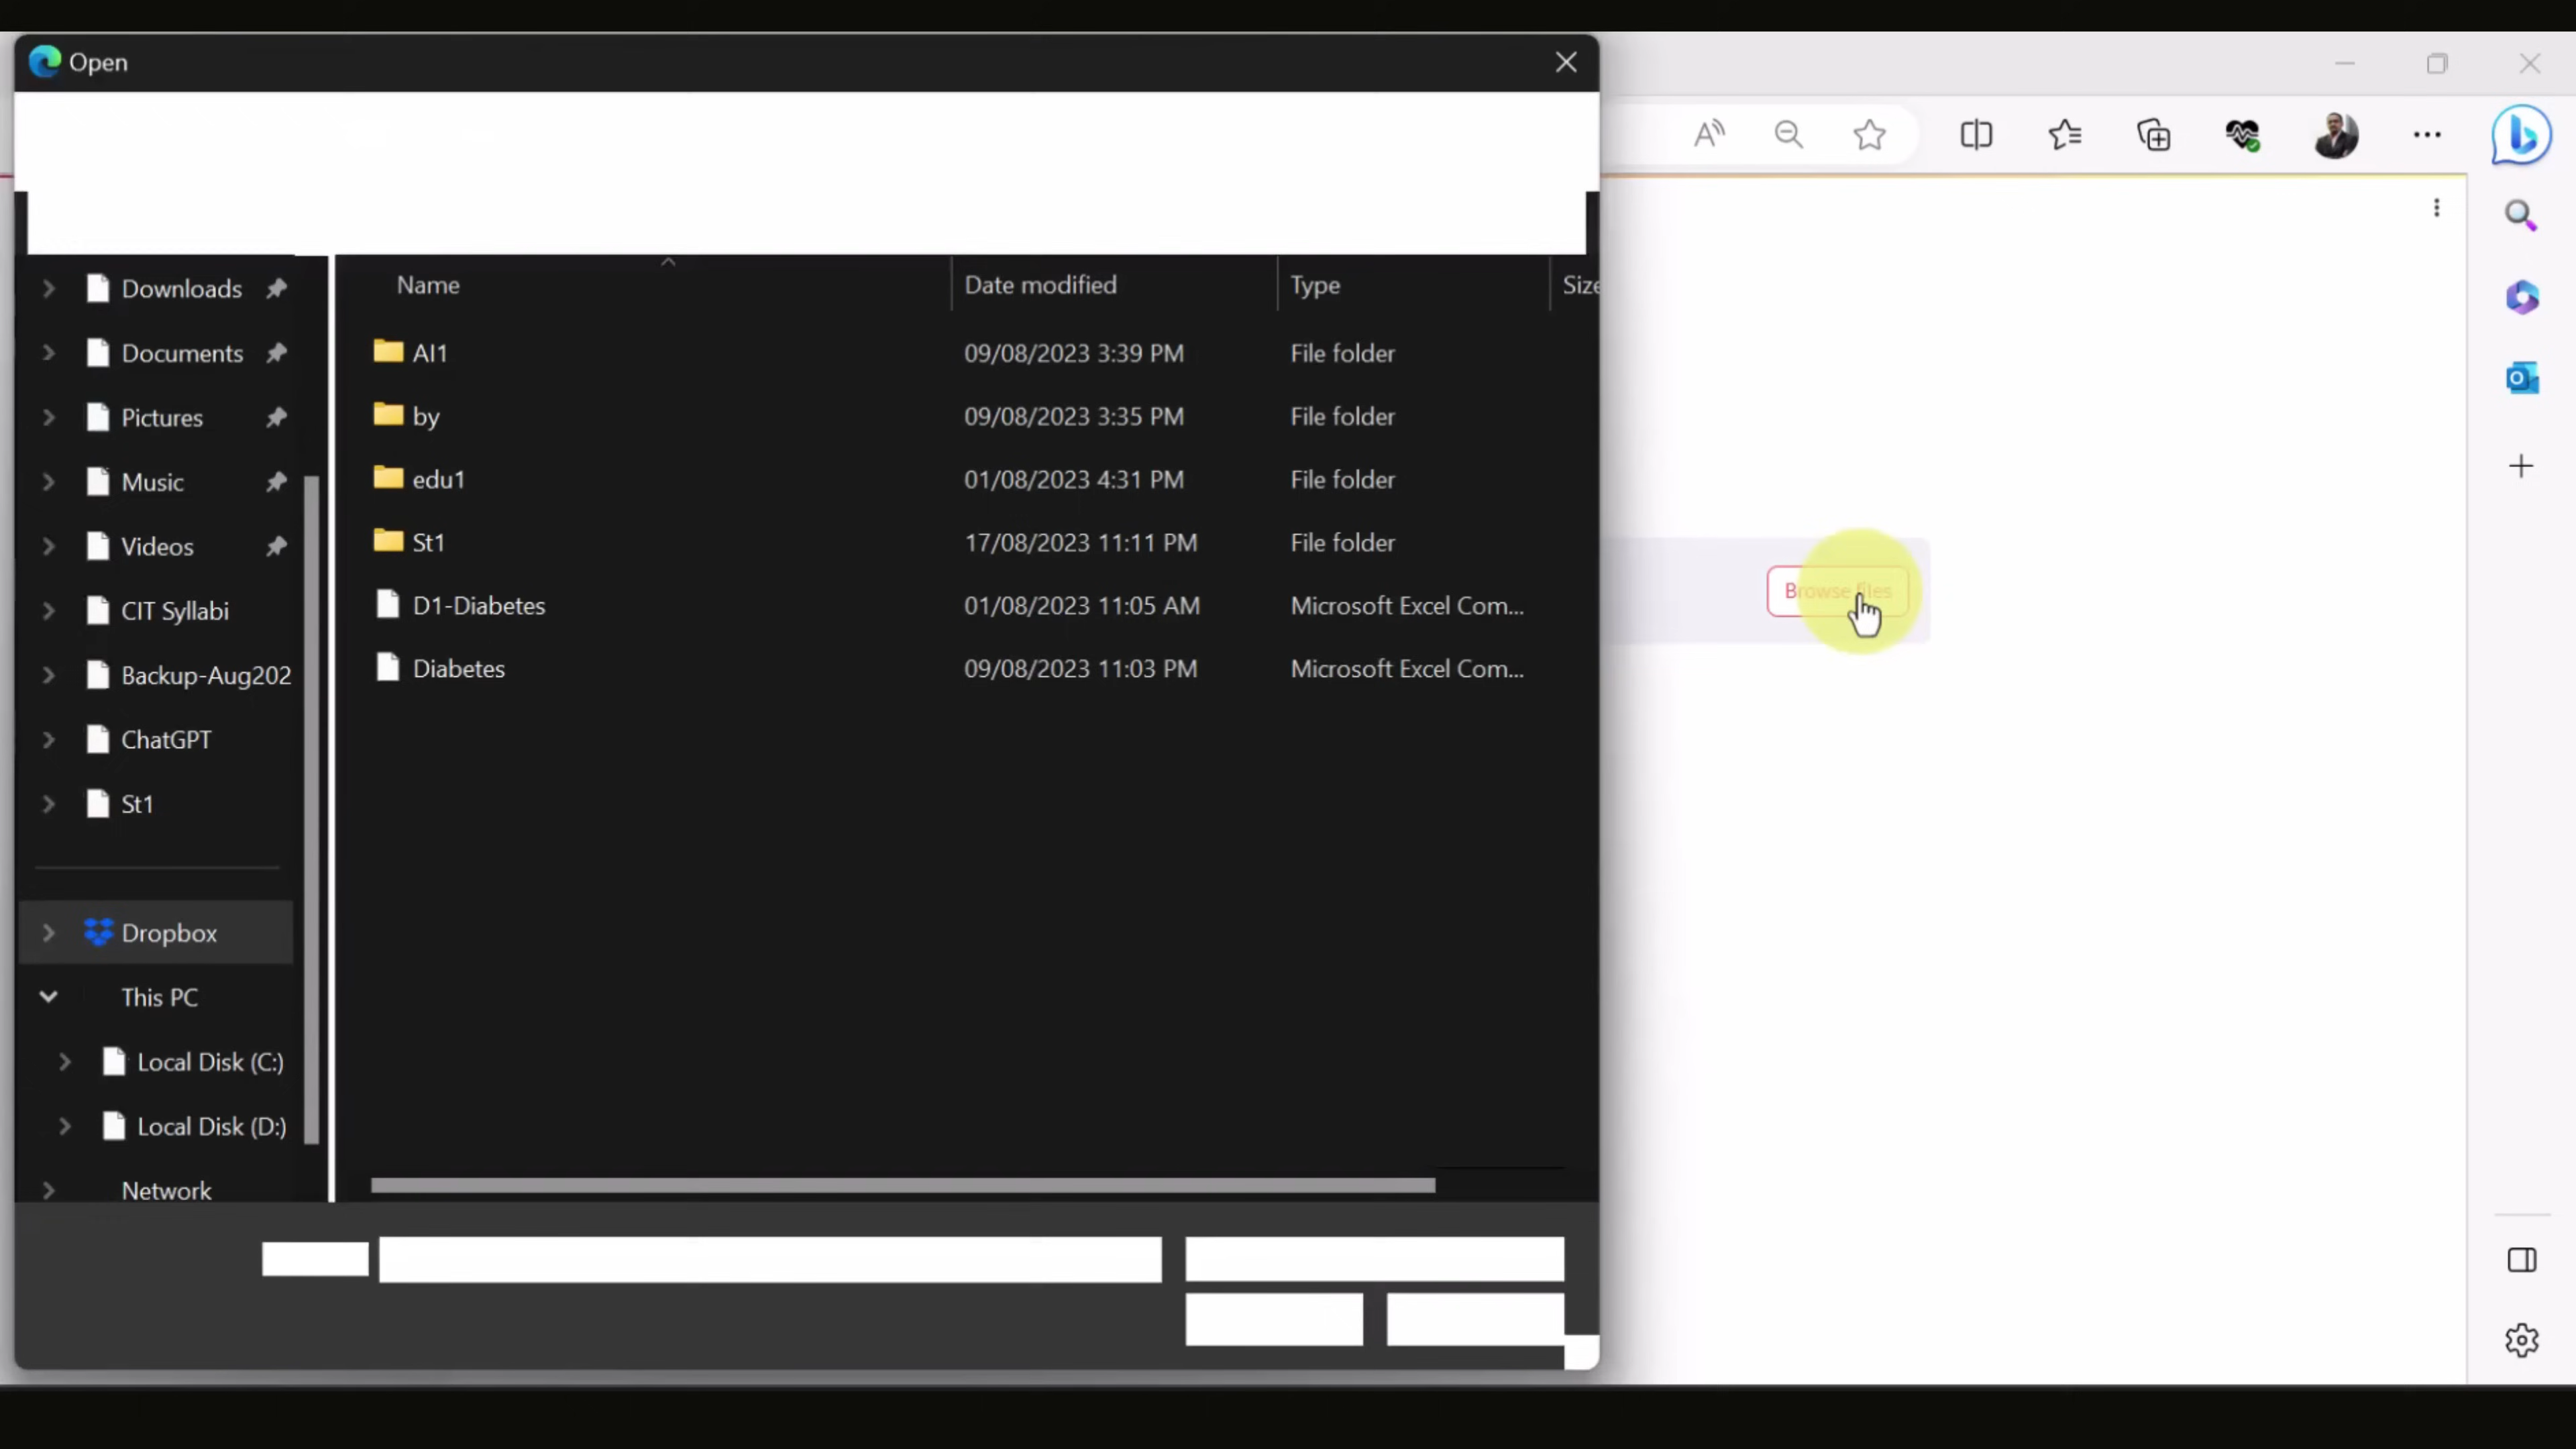 Open
Name Date modified Type Size
Downloads
Documents
Pictures
Music
Videos
CIT Syllabi
Backup-Aug202
ChatGPT
St1
Dropbox
This PC
Local Disk (C:)
Local Disk (D:)
Network
AI1 09/08/2023 3:39 PM File folder
by 09/08/2023 3:35 PM File folder
edu1 01/08/2023 4:31 PM File folder
St1 17/08/2023 11:11 PM File folder
D1-Diabetes 01/08/2023 11:05 AM Microsoft Excel Com...
Diabetes 09/08/2023 11:03 PM Microsoft Excel Com...
Browse files